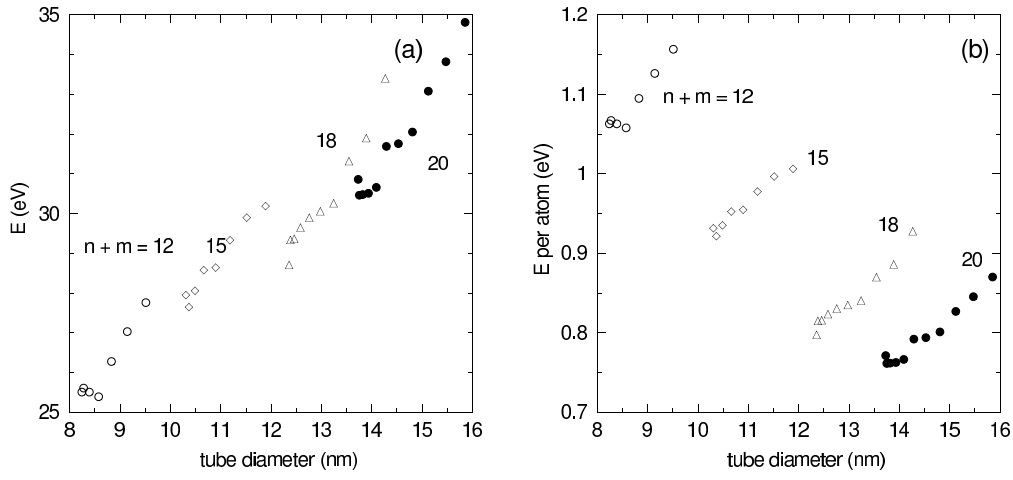 35
30
25
E (eV)
(a)
n + m = 12
15
18
20
8 9 10 11 12 13 14 15 16
tube diameter (nm)
1.2
1.1
1
0.9
0.8
0.7
E per atom (eV)
(b)
n + m = 12
15
18
20
8 9 10 11 12 13 14 15 16
tube diameter (nm)